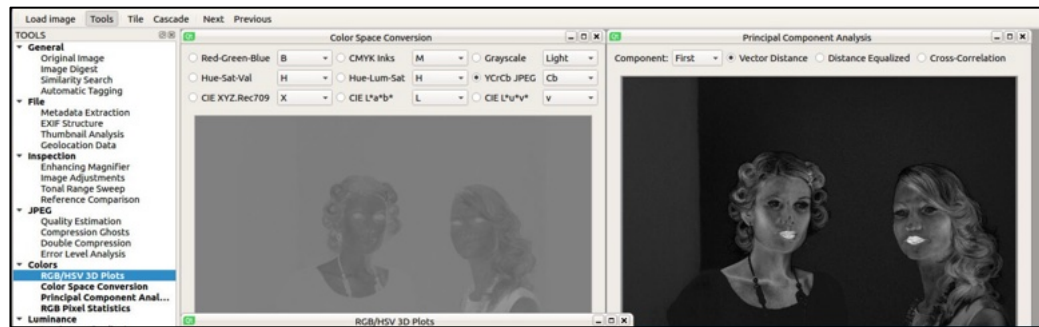 Load image Tools Tile Cascade Next Previous
TOOLS
General
Original Image
Image Digest
Similarity Search
Automatic Tagging
File
Metadata Extraction
EXIF Structure
Thumbnail Analysis
Geolocation Data
Inspection
Enhancing Magnifier
Image Adjustments
Tonal Range Sweep
Reference Comparison
JPEG
Quality Estimation
Compression Ghosts
Double Compression
Error Level Analysis
Colors
RGB/HSV 3D Plots
Color Space Conversion
Principal Component Anal...
RGB Pixel Statistics
Luminance
Color Space Conversion
Red-Green-Blue B CMYK Inks M Grayscale Light
Hue-Sat-Val H Hue-Lum-Sat H YCrCb JPEG Cb
CIE XYZ.Rec709 X CIE L*a*b* L CIE L*u*v* v
RGB/HSV 3D Plots
Principal Component Analysis
Component: First Vector Distance Distance Equalized Cross-Correlation